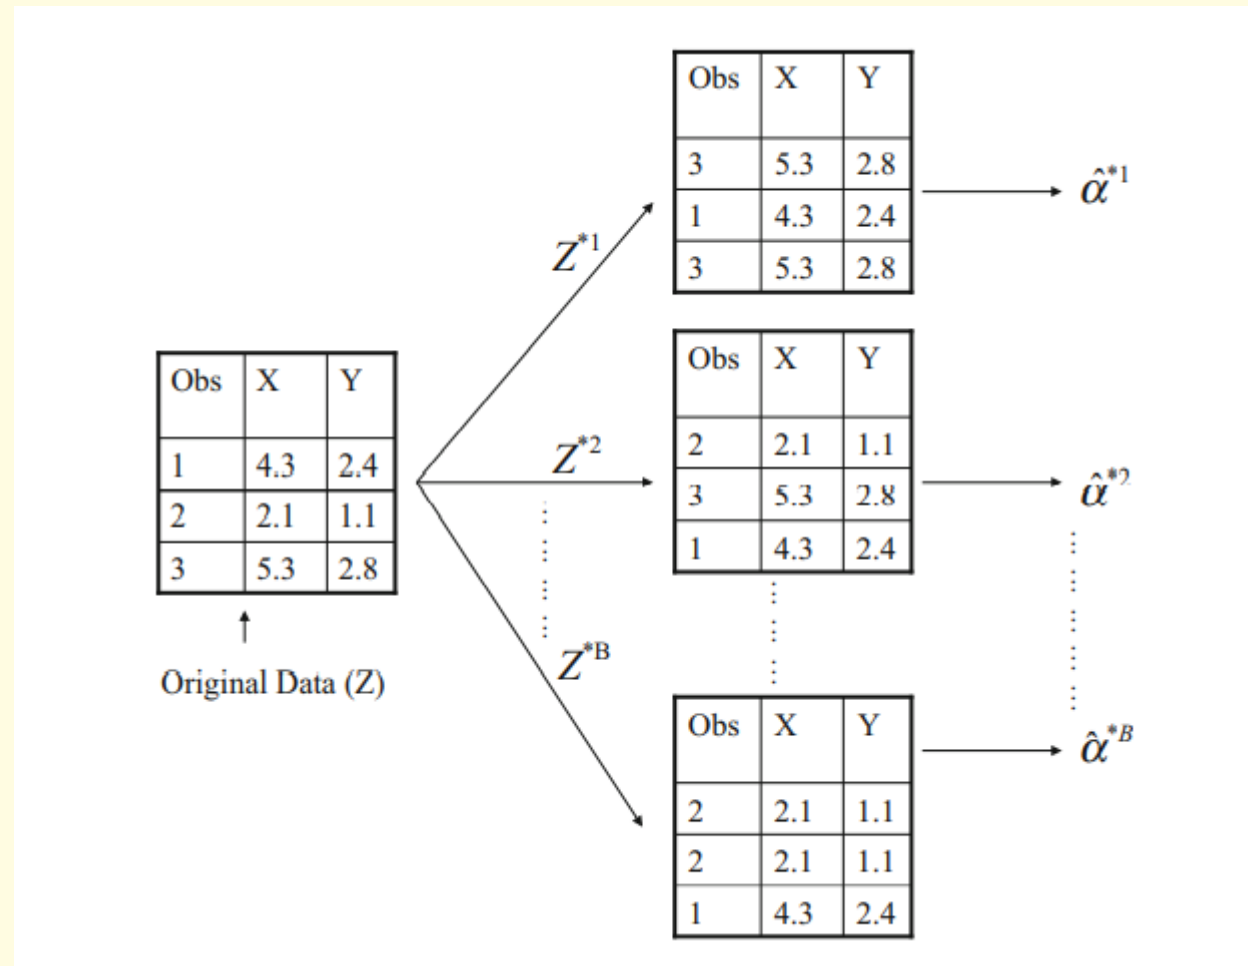 Obs X Y
3 5.3 2.8
1 4.3 2.4
3 5.3 2.8
α̂*1
Z*1
Obs X Y
1 4.3 2.4
2 2.1 1.1
3 5.3 2.8
Original Data (Z)
Z*2
Obs X Y
2 2.1 1.1
3 5.3 2.8
1 4.3 2.4
α̂*2
Z*B
Obs X Y
2 2.1 1.1
2 2.1 1.1
1 4.3 2.4
α̂*B